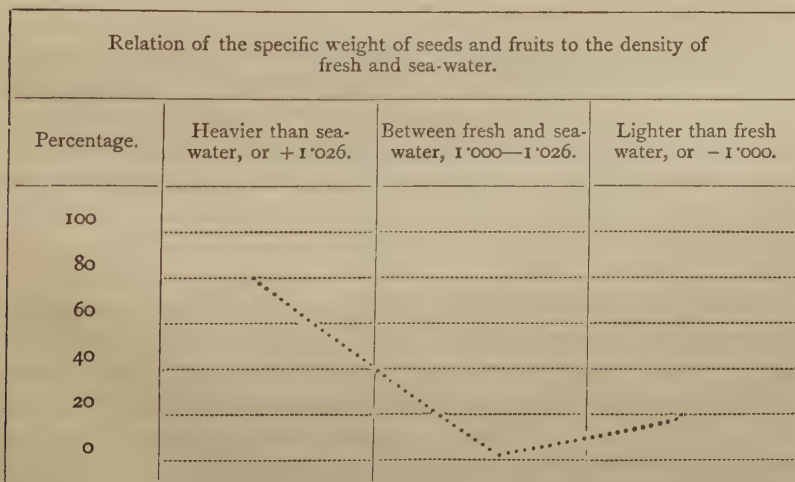 Relation of the specific weight of seeds and fruits to the density of
fresh and sea-water.
Percentage.
Heavier than sea-
water, or +1·026.
Between fresh and sea-
water, 1·000—1·026.
Lighter than fresh
water, or −1·000.
100
80
60
40
20
0